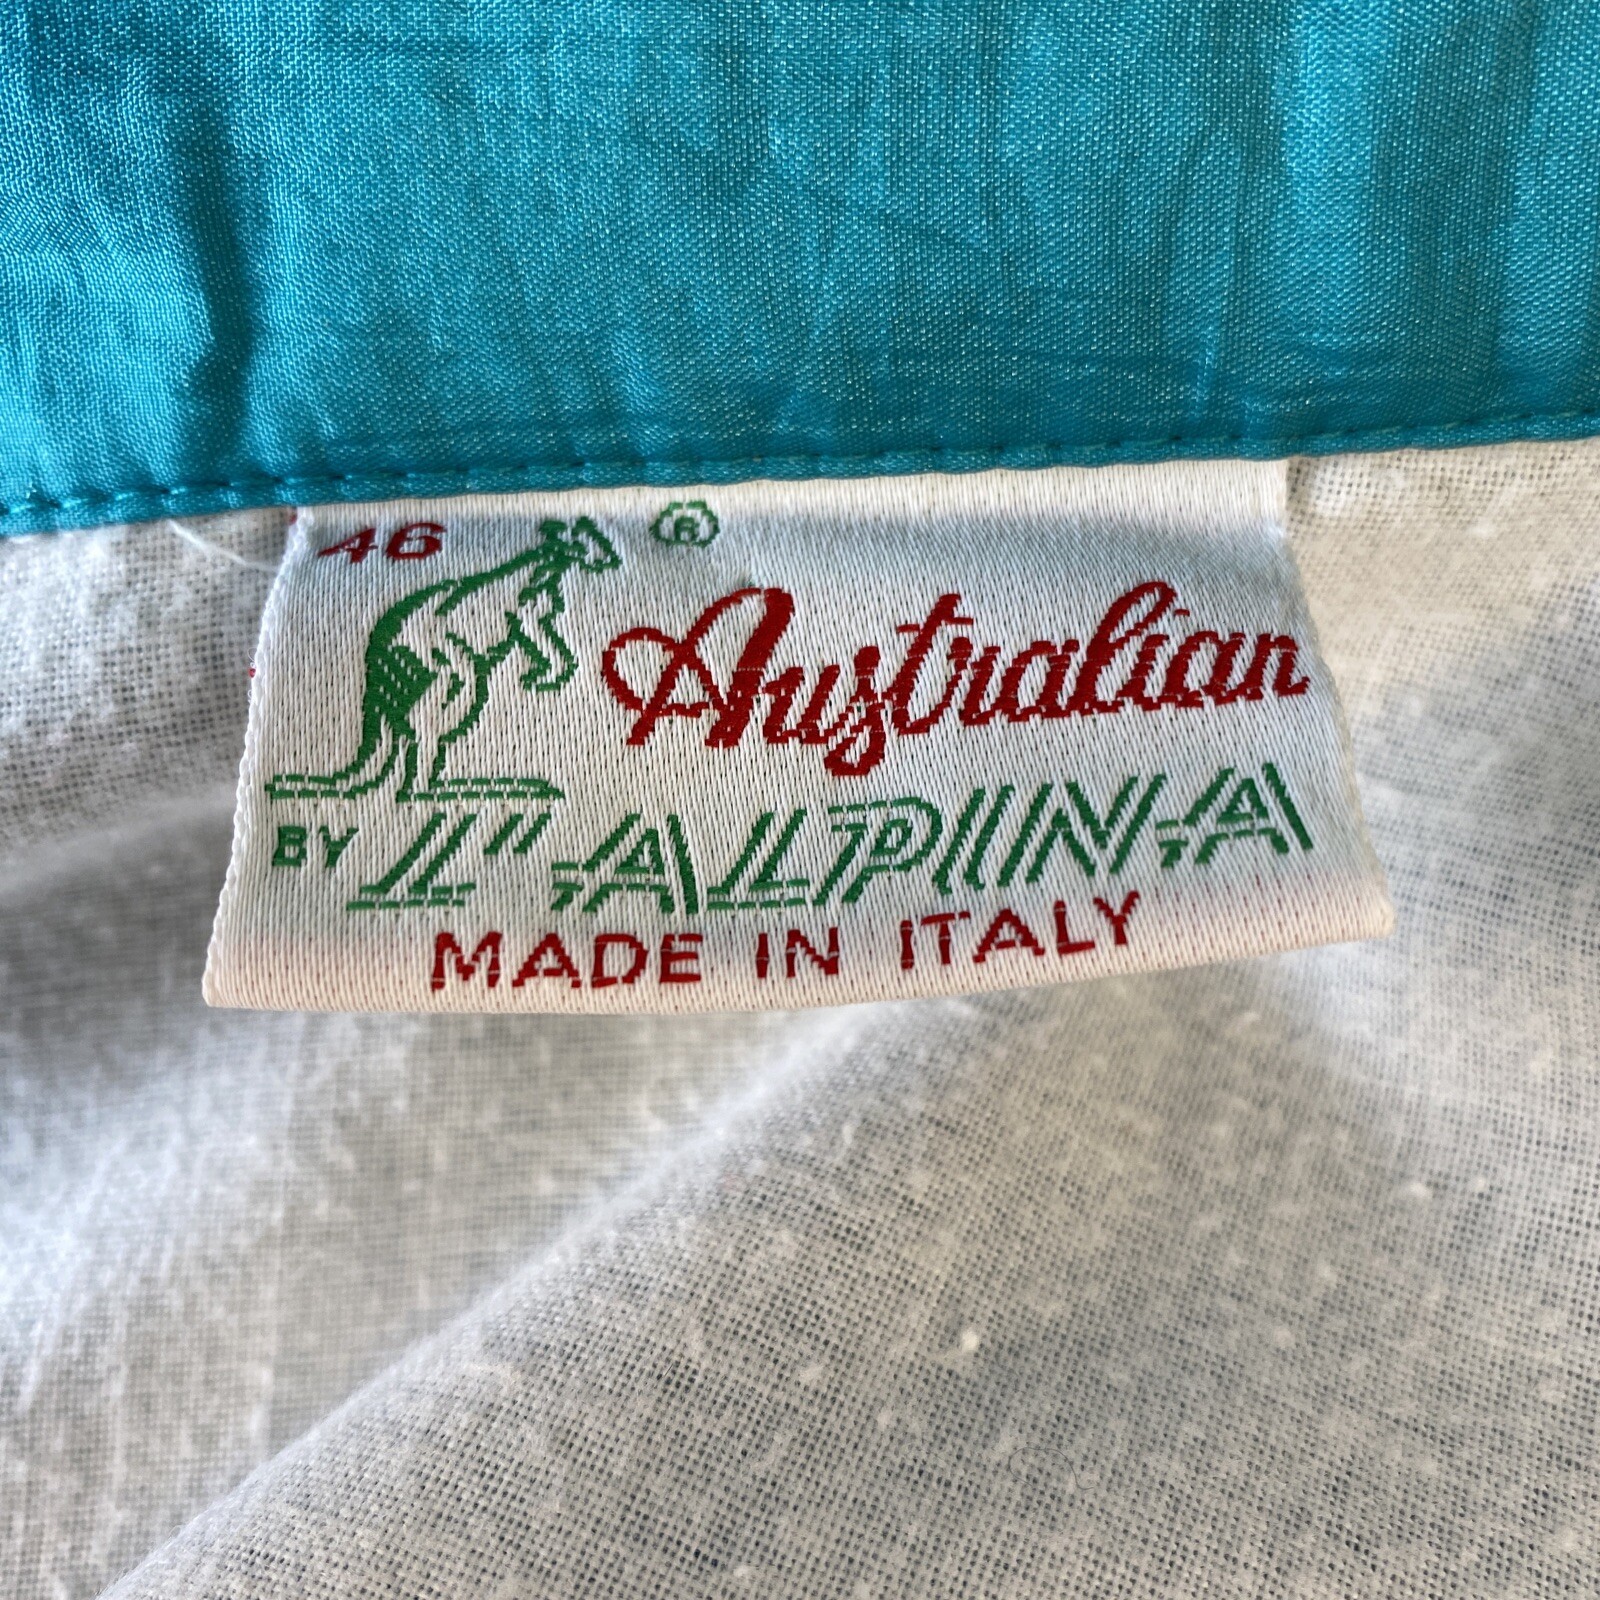 46 ®
Australian
BY L'ALPINA
MADE IN ITALY